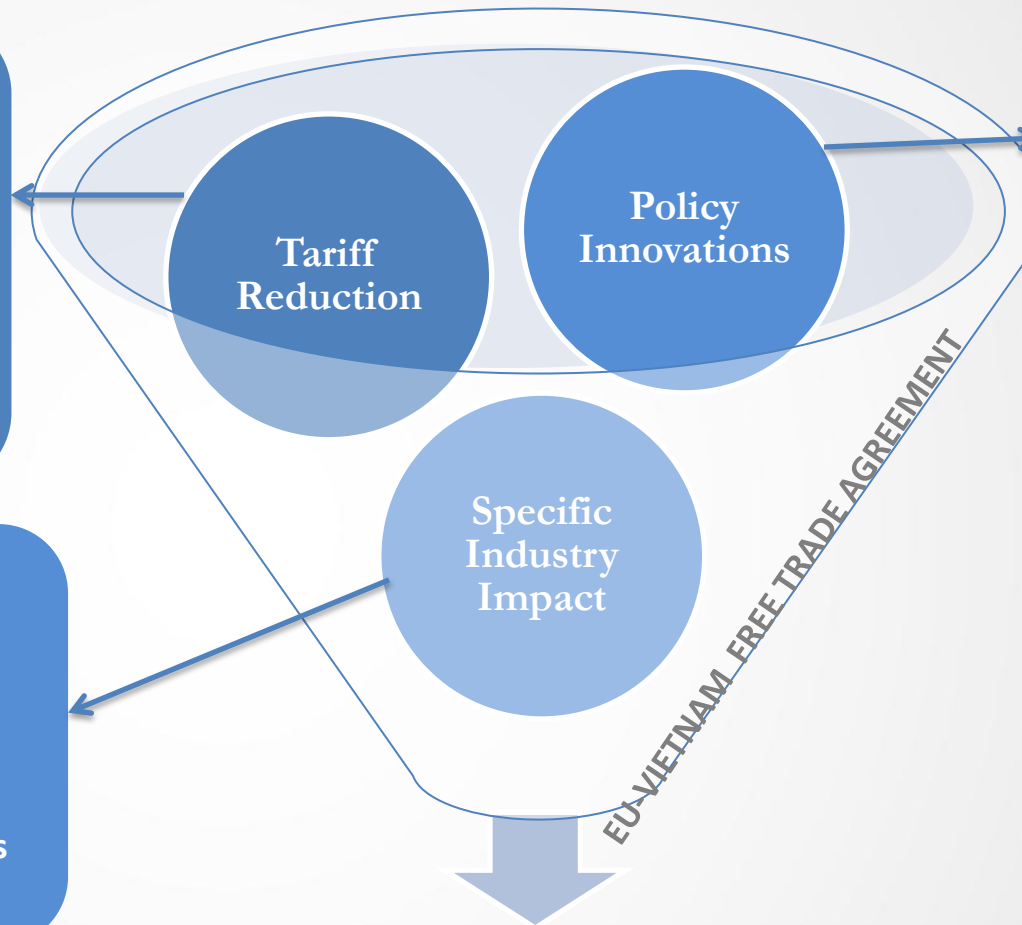 Tariff
Reduction
Policy
Innovations
Specific
Industry
Impact
EU-VIETNAM FREE TRADE AGREEMENT
s